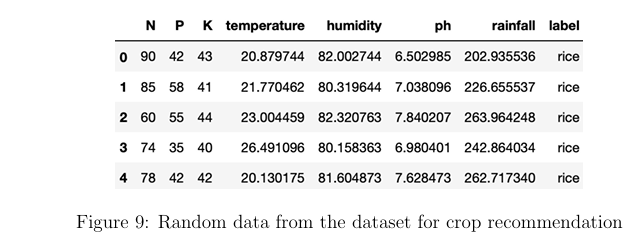 N P K temperature humidity ph rainfall label
0 90 42 43 20.879744 82.002744 6.502985 202.935536 rice
1 85 58 41 21.770462 80.319644 7.038096 226.655537 rice
2 60 55 44 23.004459 82.320763 7.840207 263.964248 rice
3 74 35 40 26.491096 80.158363 6.980401 242.864034 rice
4 78 42 42 20.130175 81.604873 7.628473 262.717340 rice
Figure 9: Random data from the dataset for crop recommendation